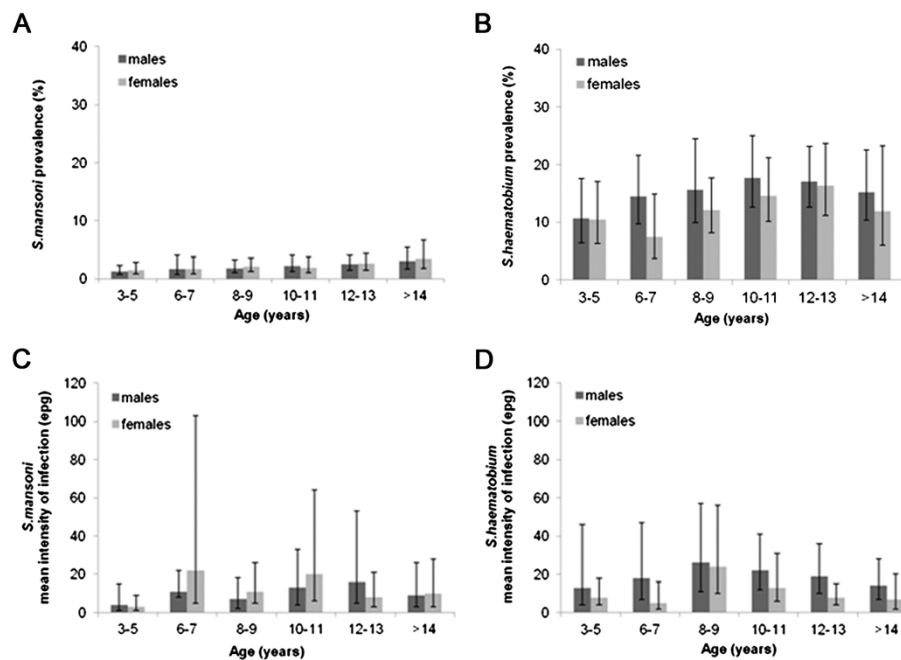 A
S.mansoni prevalence (%)
40
30
20
10
0
males
females
3-5 6-7 8-9 10-11 12-13 >14
Age (years)
B
S.haematobium prevalence (%)
40
30
20
10
0
males
females
3-5 6-7 8-9 10-11 12-13 >14
Age (years)
C
S.mansoni
mean intensity of infection (epg)
120
100
80
60
40
20
0
males
females
3-5 6-7 8-9 10-11 12-13 >14
Age (years)
D
S.haematobium
mean intensity of infection (epg)
120
100
80
60
40
20
0
males
females
3-5 6-7 8-9 10-11 12-13 >14
Age (years)